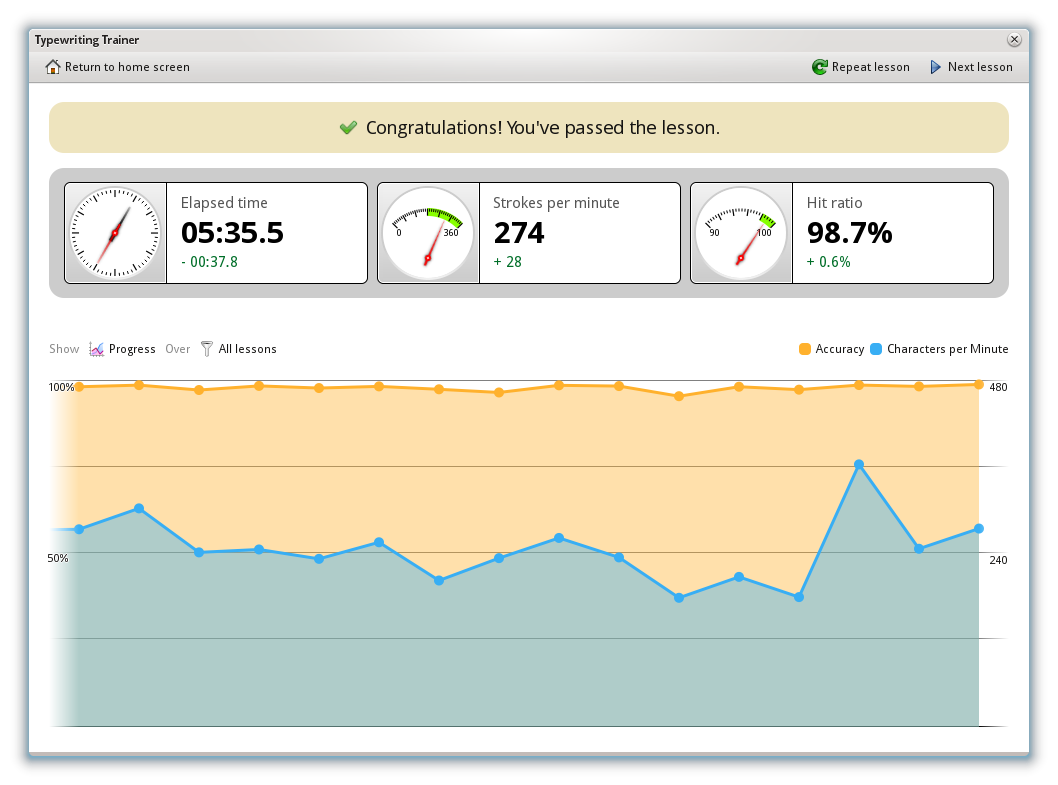 Typewriting Trainer
Return to home screen Repeat lesson Next lesson
Congratulations! You've passed the lesson.
Elapsed time
05:35.5
- 00:37.8
0 360
Strokes per minute
274
+ 28
90 100
Hit ratio
98.7%
+ 0.6%
Show Progress Over All lessons Accuracy Characters per Minute
100% 480
50% 240